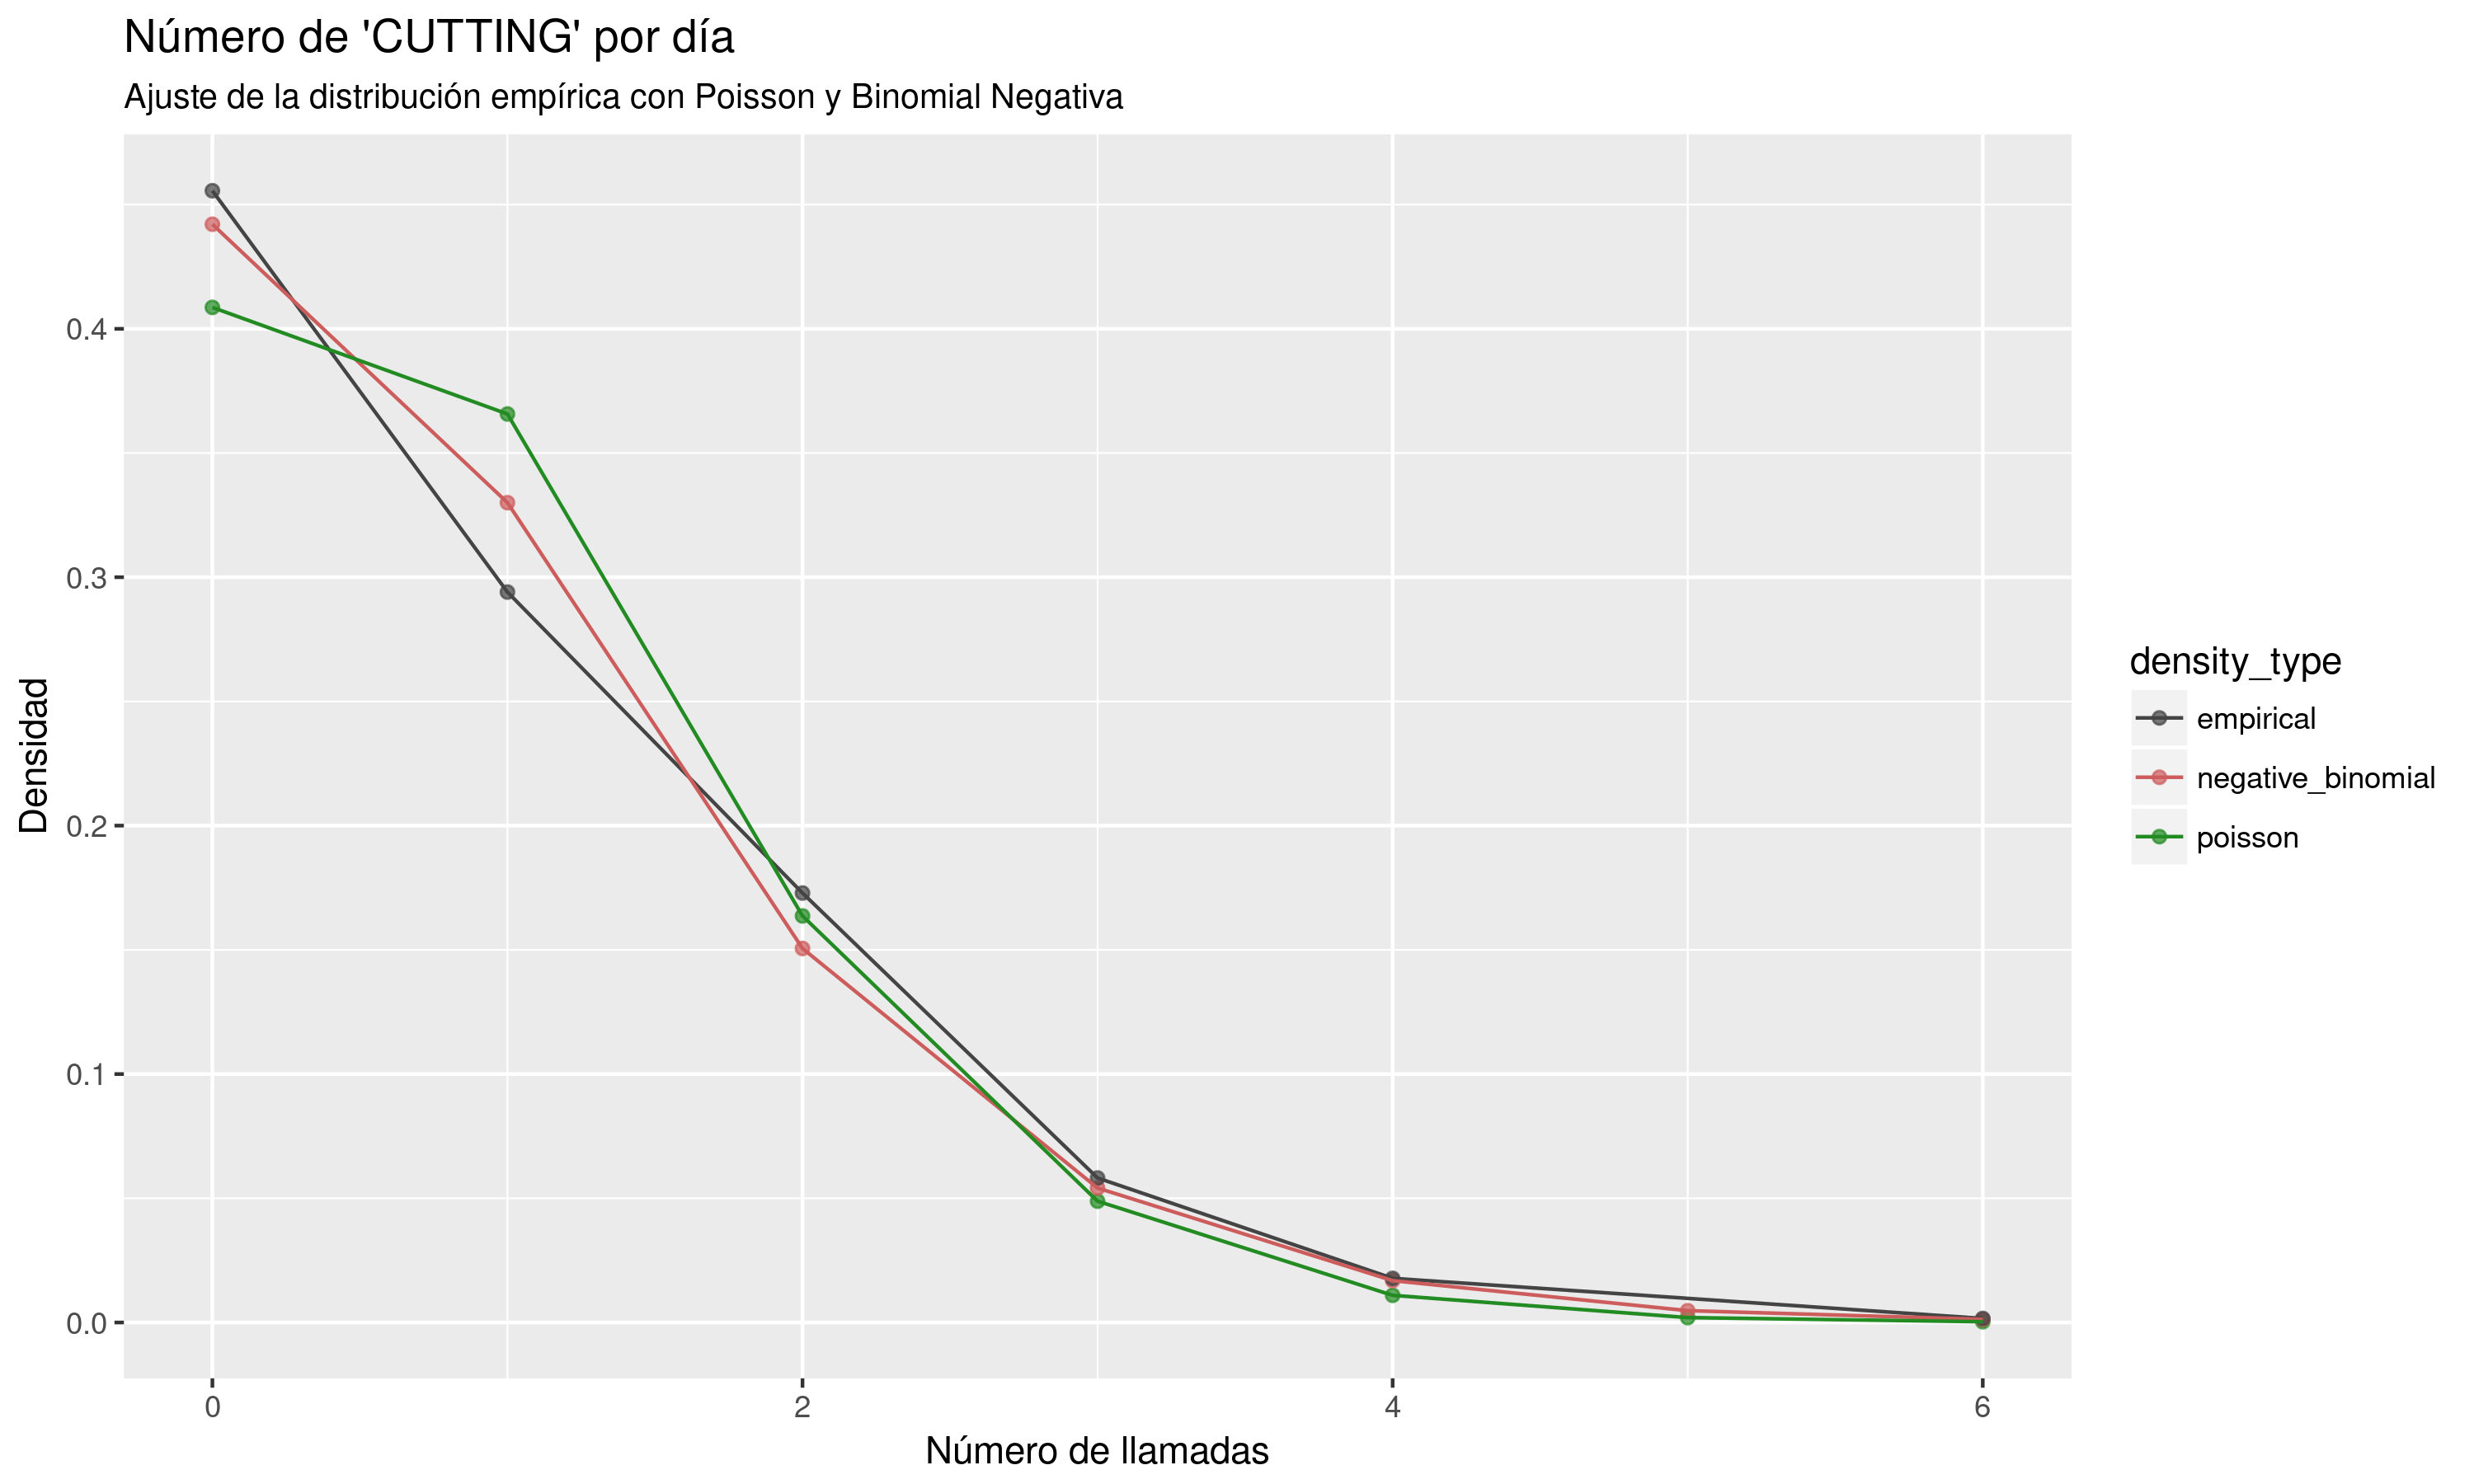 Número de 'CUTTING' por día
Ajuste de la distribución empírica con Poisson y Binomial Negativa
Densidad
0.4
0.3
0.2
0.1
0.0
0
2
4
6
Número de llamadas
density_type
empirical
negative_binomial
poisson